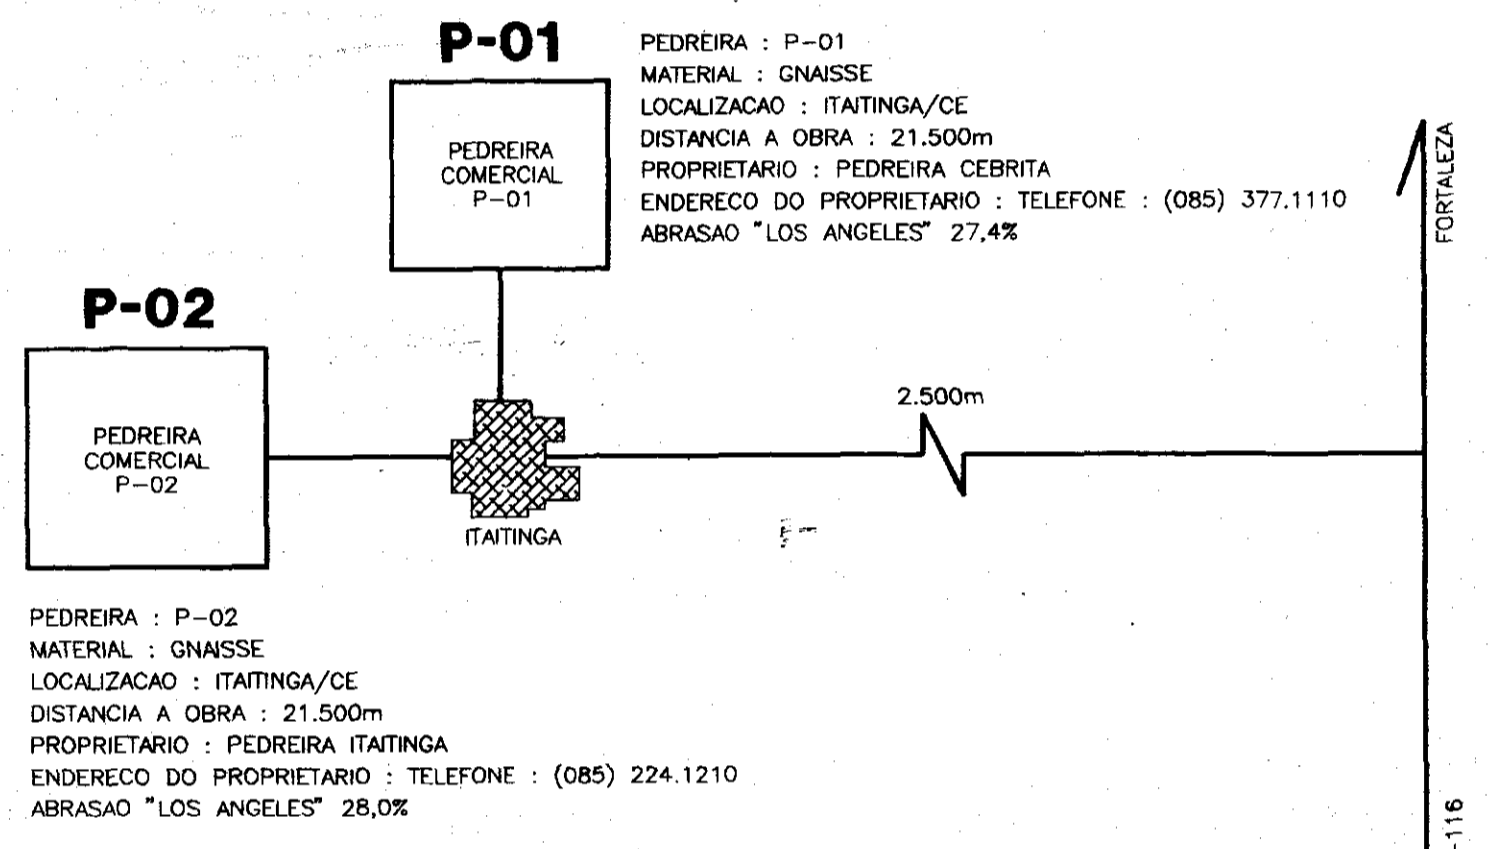 P-01
PEDREIRA : P-01
MATERIAL : GNAISSE
LOCALIZACAO : ITAITINGA/CE
DISTANCIA A OBRA : 21.500m
PROPRIETARIO : PEDREIRA CEBRITA
ENDERECO DO PROPRIETARIO : TELEFONE : (085) 377.1110
ABRASAO "LOS ANGELES" 27,4%
PEDREIRA
COMERCIAL
P-01
FORTALEZA
P-02
PEDREIRA
COMERCIAL
P-02
2.500m
ITAITINGA
PEDREIRA : P-02
MATERIAL : GNAISSE
LOCALIZACAO : ITAITINGA/CE
DISTANCIA A OBRA : 21.500m
PROPRIETARIO : PEDREIRA ITAITINGA
ENDERECO DO PROPRIETARIO : TELEFONE : (085) 224.1210
ABRASAO "LOS ANGELES" 28,0%
-116